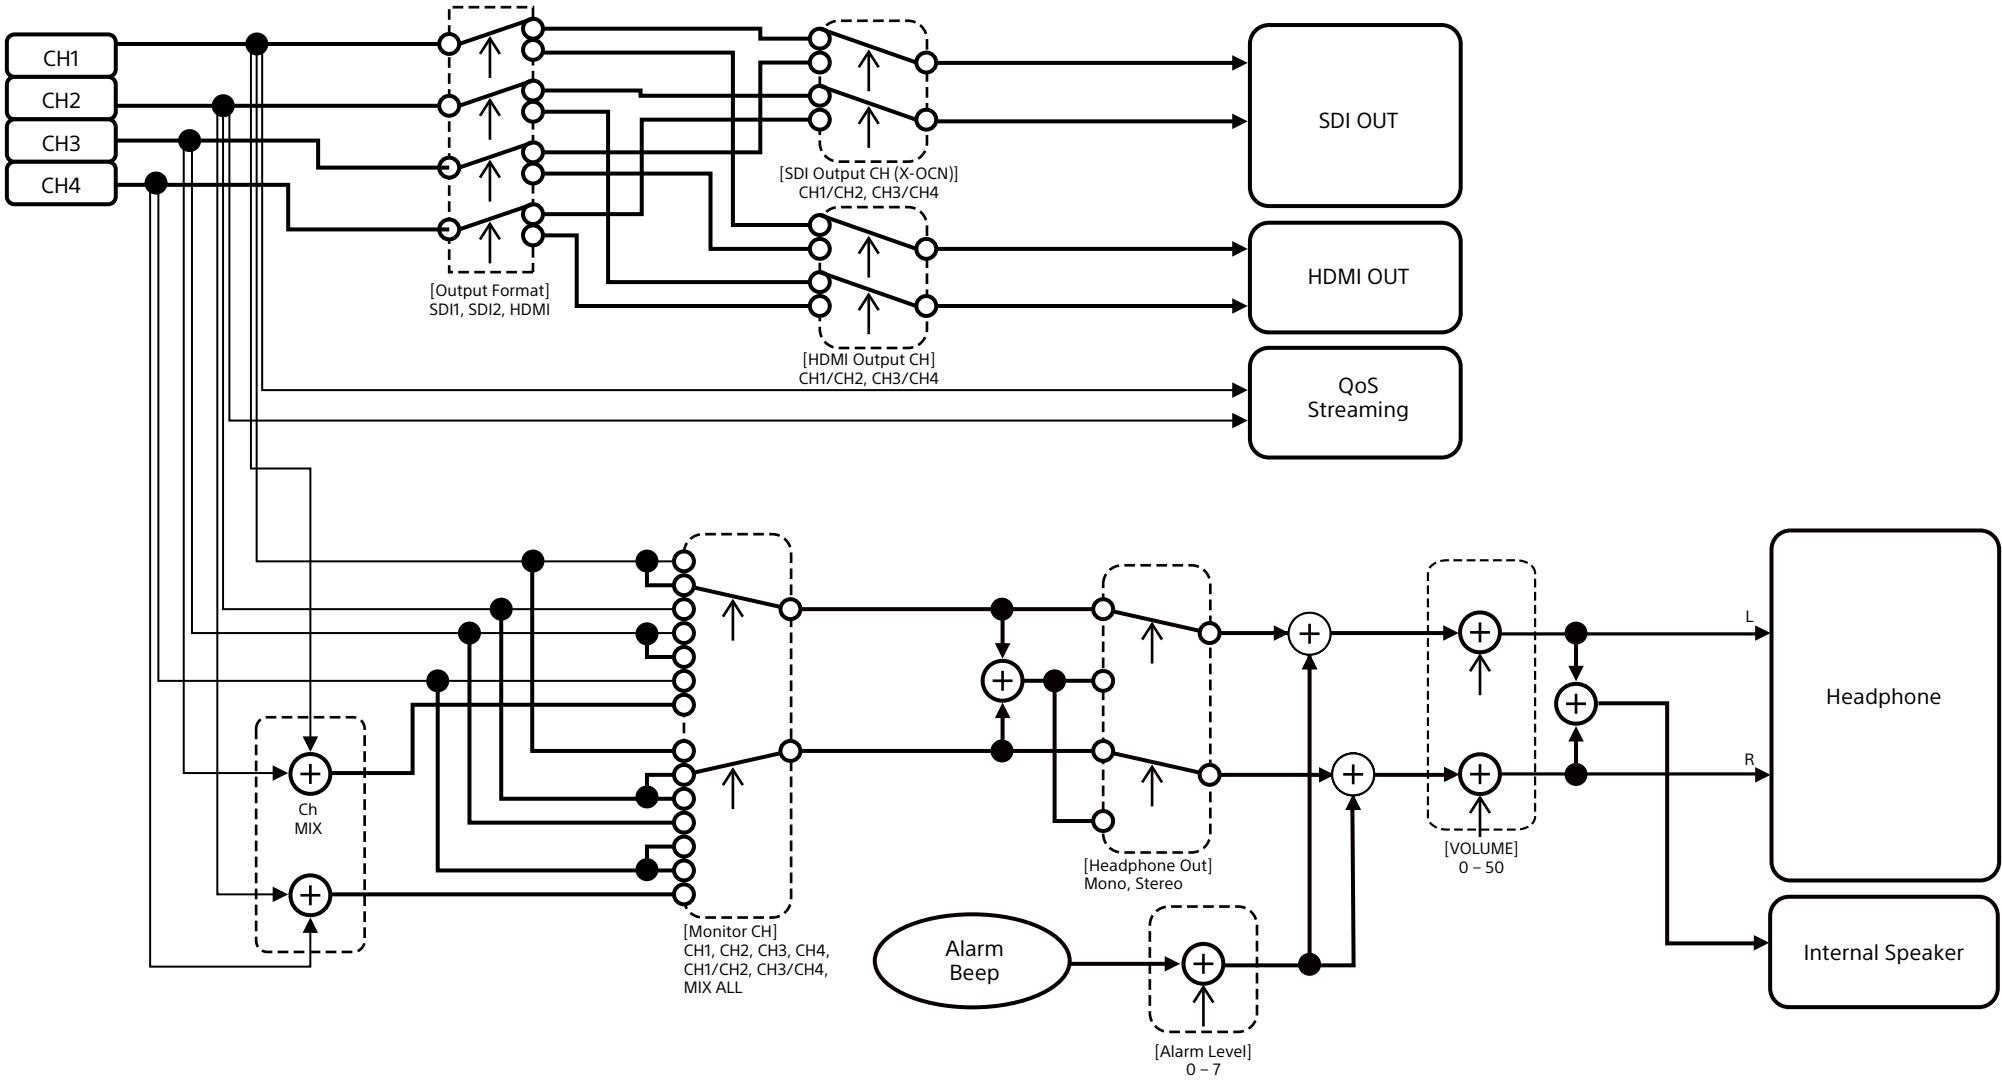 CH1
CH2
CH3
CH4
[Output Format]
SDI1, SDI2, HDMI
[SDI Output CH (X-OCN)]
CH1/CH2, CH3/CH4
[HDMI Output CH]
CH1/CH2, CH3/CH4
SDI OUT
HDMI OUT
QoS
Streaming
Ch
MIX
[Monitor CH]
CH1, CH2, CH3, CH4,
CH1/CH2, CH3/CH4,
MIX ALL
[Headphone Out]
Mono, Stereo
Alarm
Beep
[Alarm Level]
0 – 7
[VOLUME]
0 – 50
L
R
Headphone
Internal Speaker